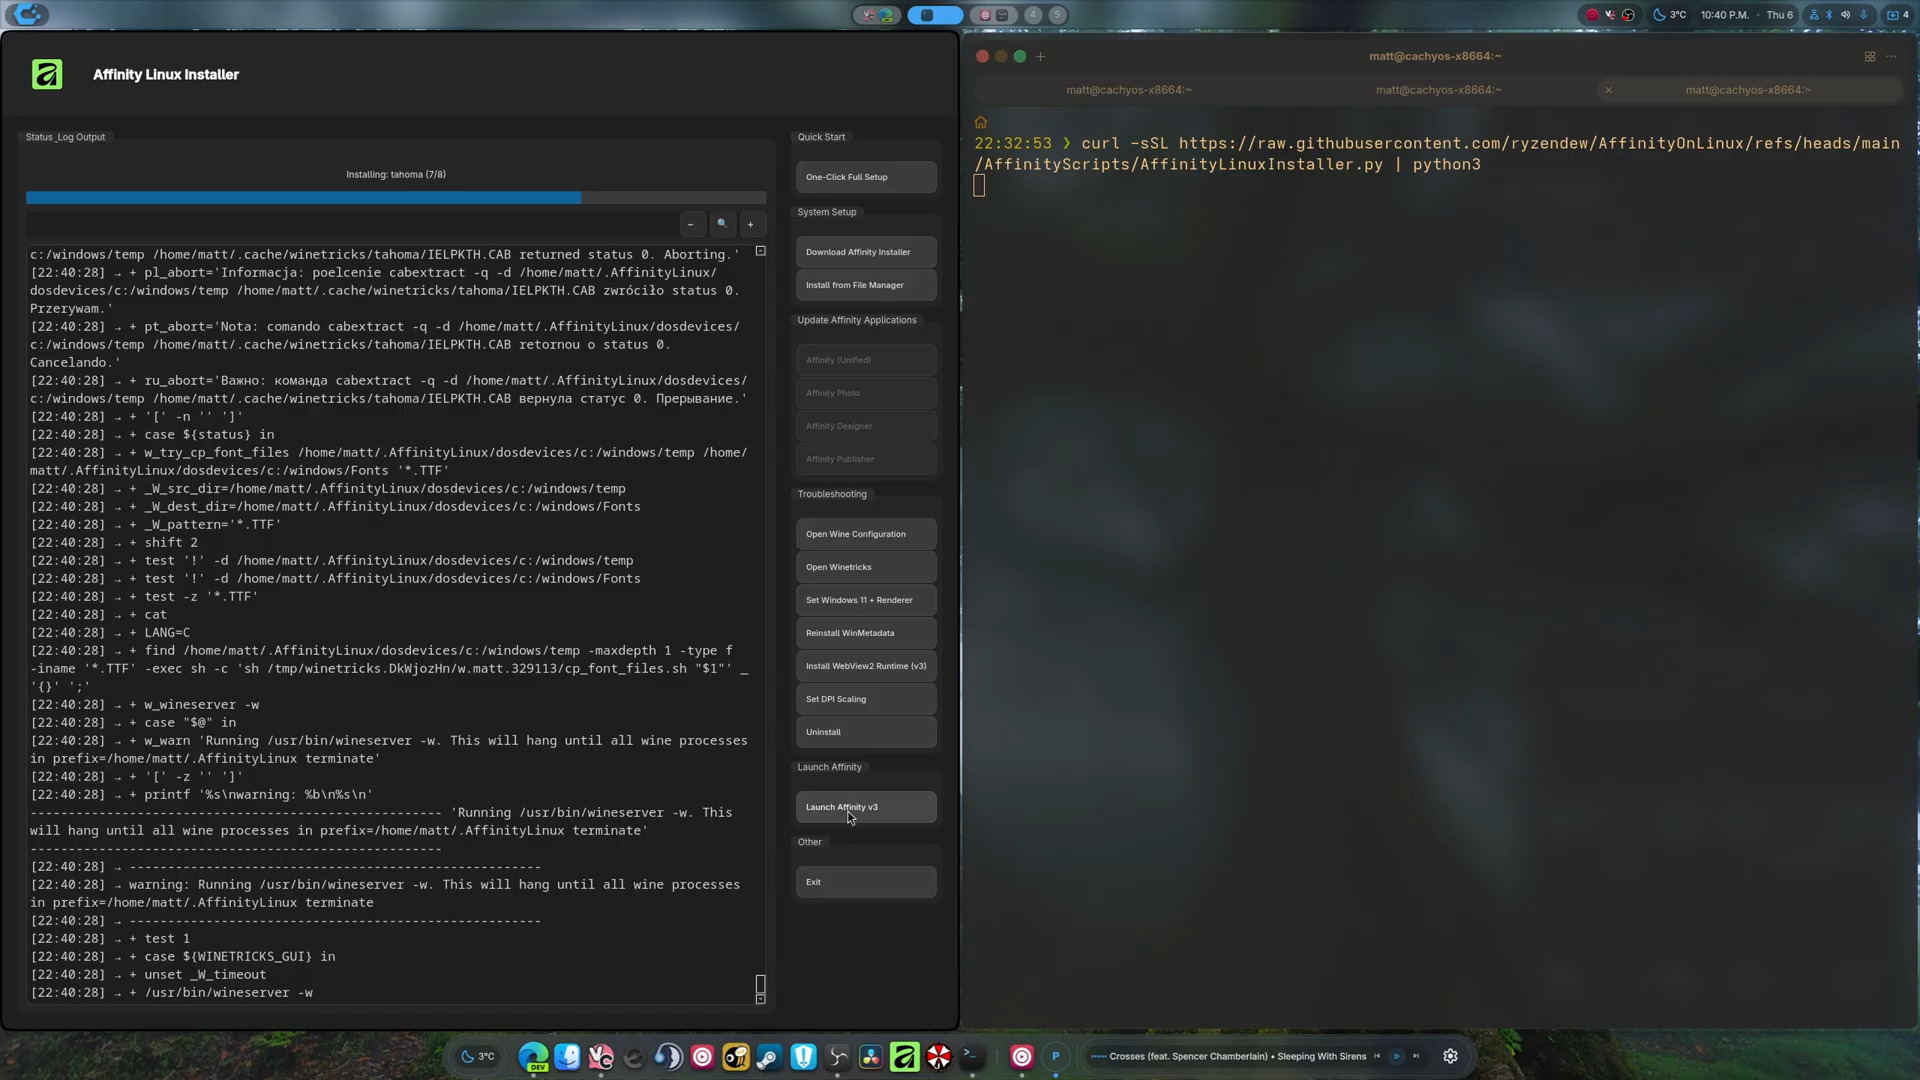 3°C
10:40 P.M.
Thu 6
4
4
5
Affinity Linux Installer
Status_Log Output
Installing: tahoma (7/8)
c:/windows/temp /home/matt/.cache/winetricks/tahoma/IELPKTH.CAB returned status 0. Aborting.'
[22:40:28] → + pl_abort='Informacja: poelcenie cabextract -q -d /home/matt/.AffinityLinux/
dosdevices/c:/windows/temp /home/matt/.cache/winetricks/tahoma/IELPKTH.CAB zwróciło status 0.
Przerywam.'
[22:40:28] → + pt_abort='Nota: comando cabextract -q -d /home/matt/.AffinityLinux/dosdevices/
c:/windows/temp /home/matt/.cache/winetricks/tahoma/IELPKTH.CAB retornou o status 0.
Cancelando.'
[22:40:28] → + ru_abort='Важно: команда cabextract -q -d /home/matt/.AffinityLinux/dosdevices/
c:/windows/temp /home/matt/.cache/winetricks/tahoma/IELPKTH.CAB вернула статус 0. Прерывание.'
[22:40:28] → + '[' -n '' ']'
[22:40:28] → + case ${status} in
[22:40:28] → + w_try_cp_font_files /home/matt/.AffinityLinux/dosdevices/c:/windows/temp /home/
matt/.AffinityLinux/dosdevices/c:/windows/Fonts '*.TTF'
[22:40:28] → + _W_src_dir=/home/matt/.AffinityLinux/dosdevices/c:/windows/temp
[22:40:28] → + _W_dest_dir=/home/matt/.AffinityLinux/dosdevices/c:/windows/Fonts
[22:40:28] → + _W_pattern='*.TTF'
[22:40:28] → + shift 2
[22:40:28] → + test '!' -d /home/matt/.AffinityLinux/dosdevices/c:/windows/temp
[22:40:28] → + test '!' -d /home/matt/.AffinityLinux/dosdevices/c:/windows/Fonts
[22:40:28] → + test -z '*.TTF'
[22:40:28] → + cat
[22:40:28] → + LANG=C
[22:40:28] → + find /home/matt/.AffinityLinux/dosdevices/c:/windows/temp -maxdepth 1 -type f
-iname '*.TTF' -exec sh -c 'sh /tmp/winetricks.DkWjozHn/w.matt.329113/cp_font_files.sh "$1"' _
'{}' ';'
[22:40:28] → + w_wineserver -w
[22:40:28] → + case "$@" in
[22:40:28] → + w_warn 'Running /usr/bin/wineserver -w. This will hang until all wine processes
in prefix=/home/matt/.AffinityLinux terminate'
[22:40:28] → + '[' -z '' ']'
[22:40:28] → + printf '%s\nwarning: %b\n%s\n'
------------------------------------------------------ 'Running /usr/bin/wineserver -w. This
will hang until all wine processes in prefix=/home/matt/.AffinityLinux terminate'
------------------------------------------------------
[22:40:28] → ------------------------------------------------------
[22:40:28] → warning: Running /usr/bin/wineserver -w. This will hang until all wine processes
in prefix=/home/matt/.AffinityLinux terminate
[22:40:28] → ------------------------------------------------------
[22:40:28] → + test 1
[22:40:28] → + case ${WINETRICKS_GUI} in
[22:40:28] → + unset _W_timeout
[22:40:28] → + /usr/bin/wineserver -w
Quick Start
One-Click Full Setup
System Setup
Download Affinity Installer
Install from File Manager
Update Affinity Applications
Affinity (Unified)
Affinity Photo
Affinity Designer
Affinity Publisher
Troubleshooting
Open Wine Configuration
Open Winetricks
Set Windows 11 + Renderer
Reinstall WinMetadata
Install WebView2 Runtime (v3)
Set DPI Scaling
Uninstall
Launch Affinity
Launch Affinity v3
Other
Exit
matt@cachyos-x8664:~
matt@cachyos-x8664:~
matt@cachyos-x8664:~
matt@cachyos-x8664:~
22:32:53 ❯ curl -sSL https://raw.githubusercontent.com/ryzendew/AffinityOnLinux/refs/heads/main
/AffinityScripts/AffinityLinuxInstaller.py | python3
3°C
DEV
P
Crosses (feat. Spencer Chamberlain) • Sleeping With Sirens